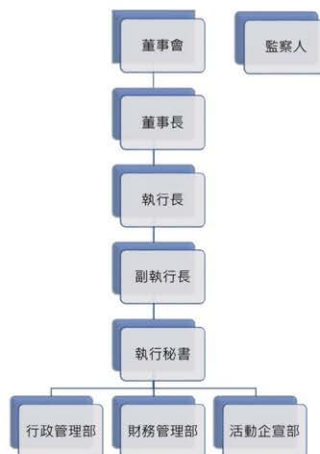 董事會
監察人
董事長
執行長
副執行長
執行秘書
行政管理部
財務管理部
活動企宣部